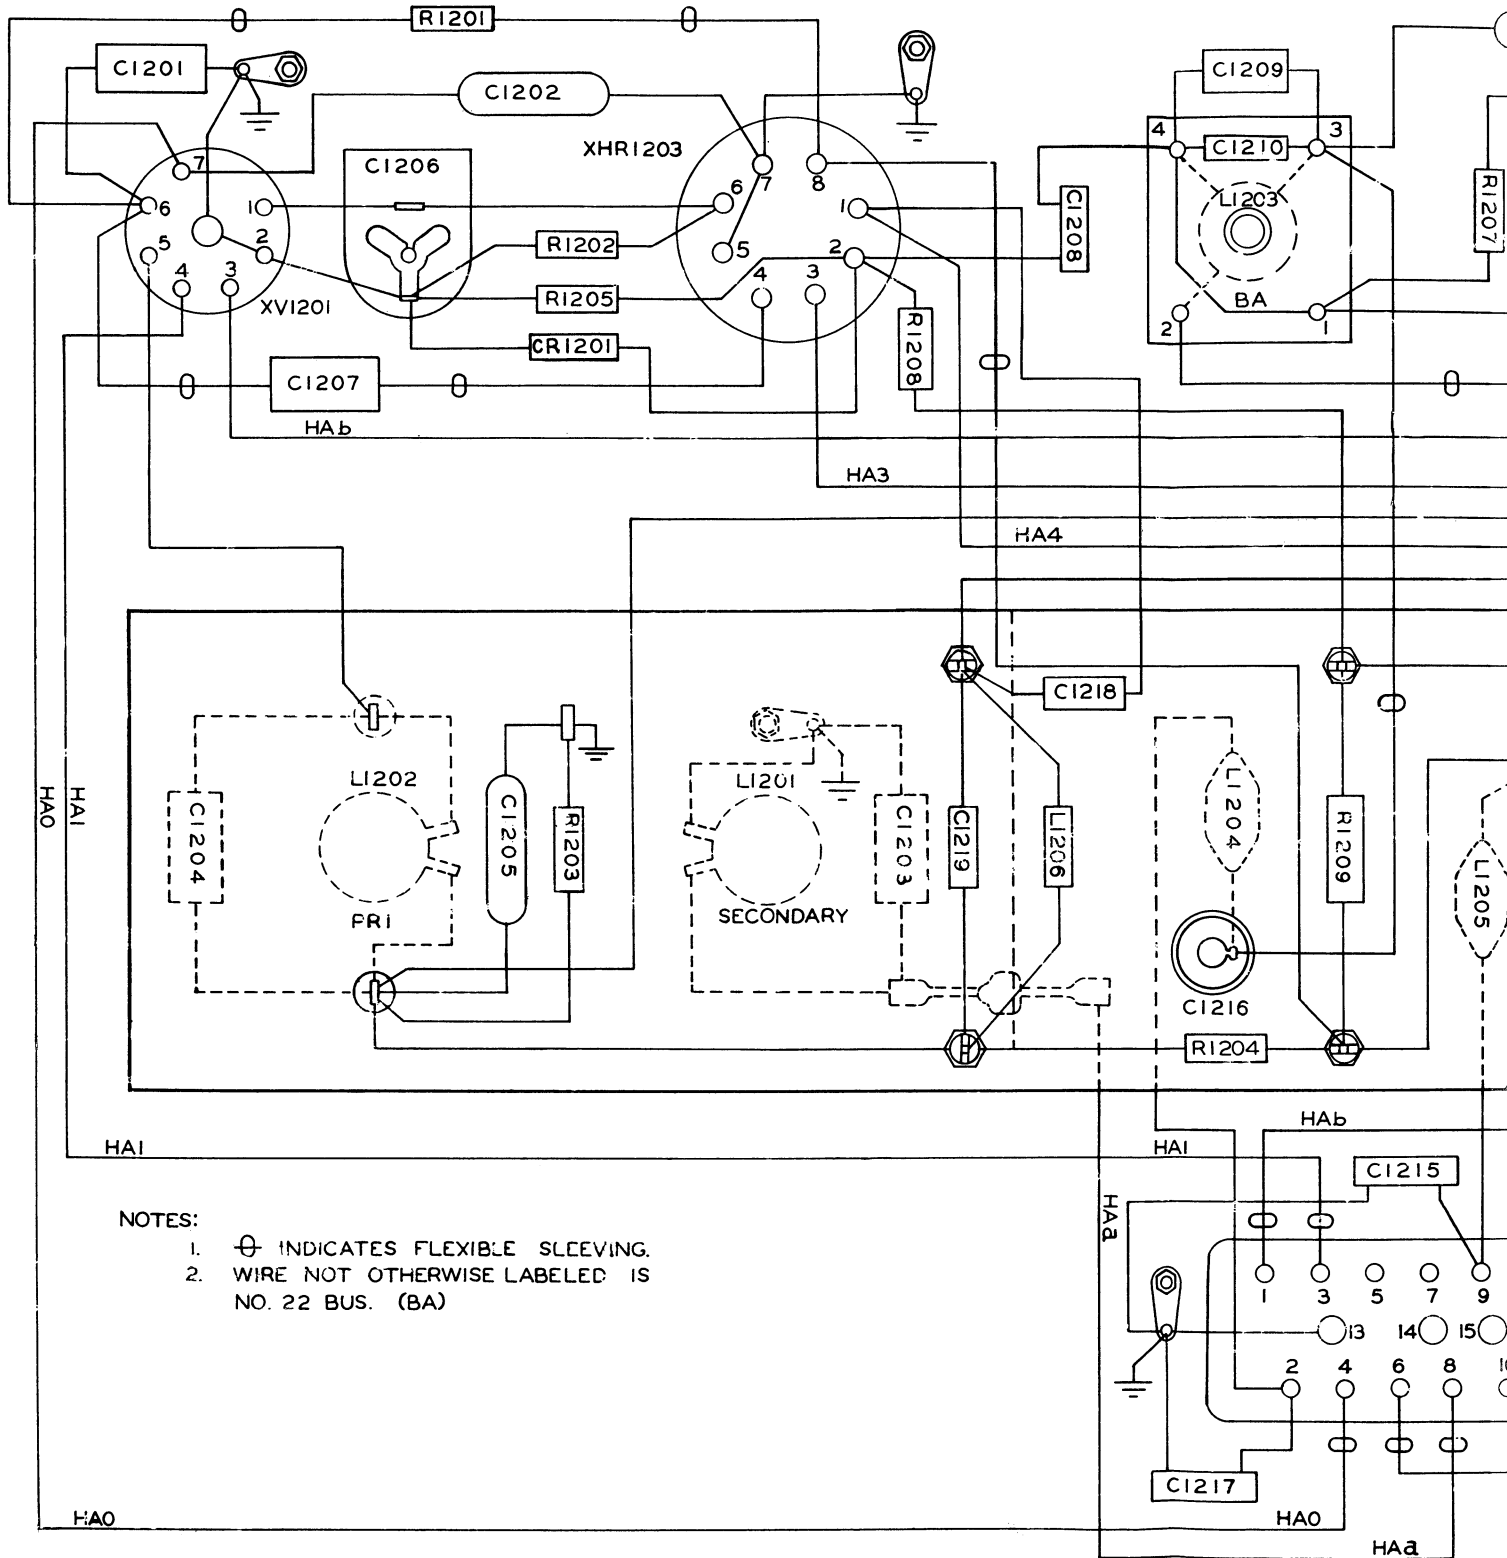 R1201
C1201
C1202
C1209
4
3
C1210
L1203
BA
2
1
R1207
XHR1203
C1206
7
6
5
4
3
2
1
XV1201
7
8
6
5
4
3
1
2
R1202
R1205
CR1201
C1207
C1208
R1208
HAb
HA3
HA4
C1218
HA0
HA1
C1204
L1202
PRI
C1205
R1203
L1201
SECONDARY
C1203
C1219
L1206
L1204
C1216
R1209
L1205
R1204
HA1
HA1
HAb
C1215
HAa
NOTES:
1. INDICATES FLEXIBLE SLEEVING.
2. WIRE NOT OTHERWISE LABELED IS
NO. 22 BUS. (BA)
1 3 5 7 9
13 14 15
2 4 6 8
C1217
HA0
HA0
HAa